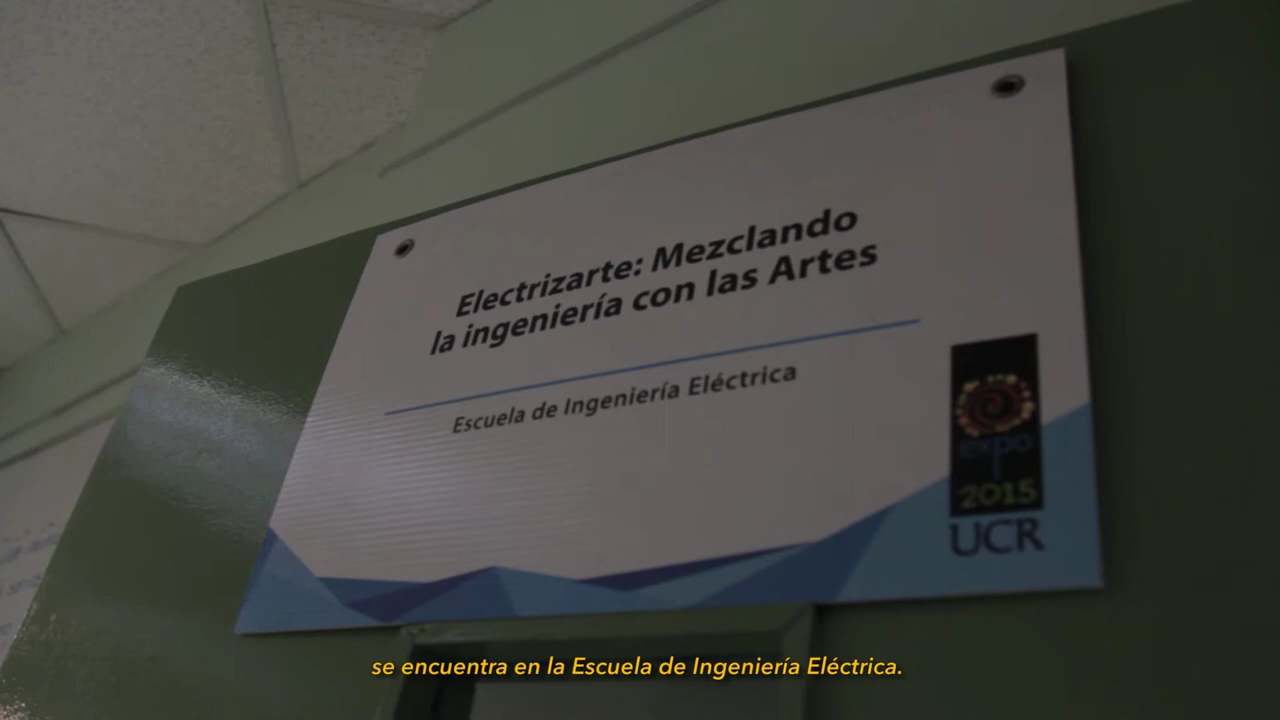 Electrizarte: Mezclando
la ingeniería con las Artes
Escuela de Ingeniería Eléctrica
expo
2015
UCR
se encuentra en la Escuela de Ingeniería Eléctrica.